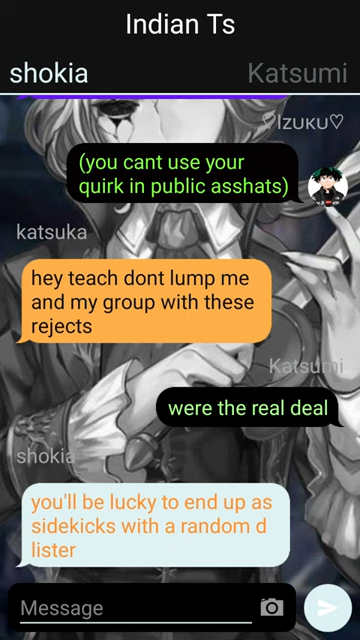 Indian Ts
shokia
Katsumi
♡Izuku♡
(you cant use your
quirk in public asshats)
katsuka
hey teach dont lump me
and my group with these
rejects
Katsumi
were the real deal
shokia
you'll be lucky to end up as
sidekicks with a random d
lister
Message